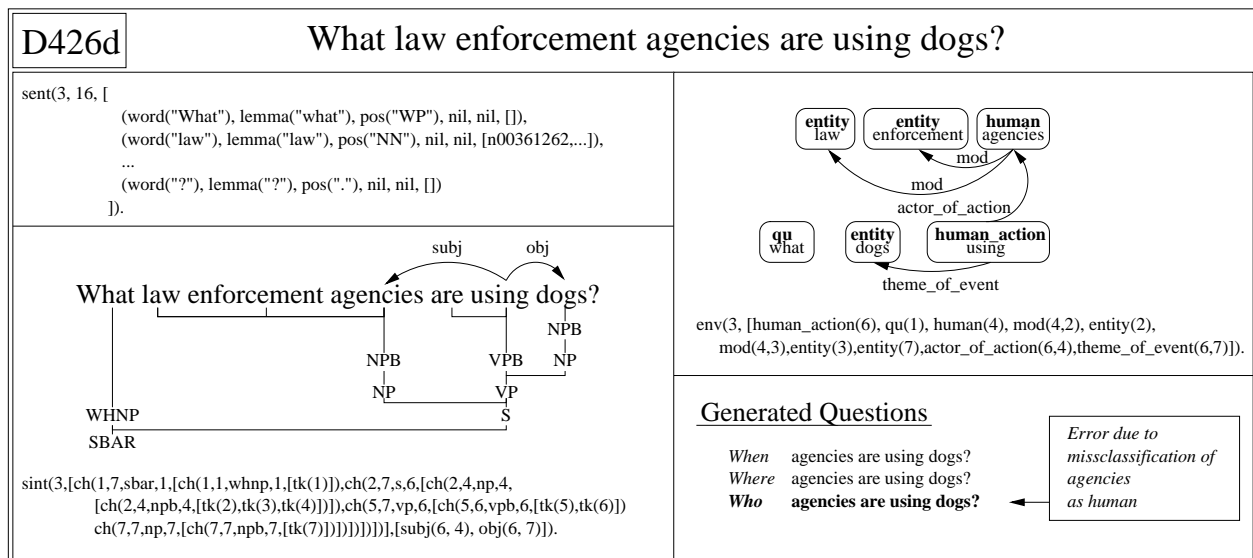 D426d
What law enforcement agencies are using dogs?
sent(3, 16, [
(word("What"), lemma("what"), pos("WP"), nil, nil, []),
(word("law"), lemma("law"), pos("NN"), nil, nil, [n00361262,...]),
...
(word("?"), lemma("?"), pos("."), nil, nil, [])
]).
subj obj
What law enforcement agencies are using dogs?
NPB
NPB VPB NP
NP VP
WHNP S
SBAR
sint(3,[ch(1,7,sbar,1,[ch(1,1,whnp,1,[tk(1)]),ch(2,7,s,6,[ch(2,4,np,4,
[ch(2,4,npb,4,[tk(2),tk(3),tk(4)])]),ch(5,7,vp,6,[ch(5,6,vpb,6,[tk(5),tk(6)])
ch(7,7,np,7,[ch(7,7,npb,7,[tk(7)])])])])])],[subj(6, 4), obj(6, 7)]).
entity entity human
law enforcement agencies
mod
mod
actor_of_action
qu entity human_action
what dogs using
theme_of_event
env(3, [human_action(6), qu(1), human(4), mod(4,2), entity(2),
mod(4,3),entity(3),entity(7),actor_of_action(6,4),theme_of_event(6,7)]).
Generated Questions
When agencies are using dogs?
Where agencies are using dogs?
Who agencies are using dogs?
Error due to
missclassification of
agencies
as human